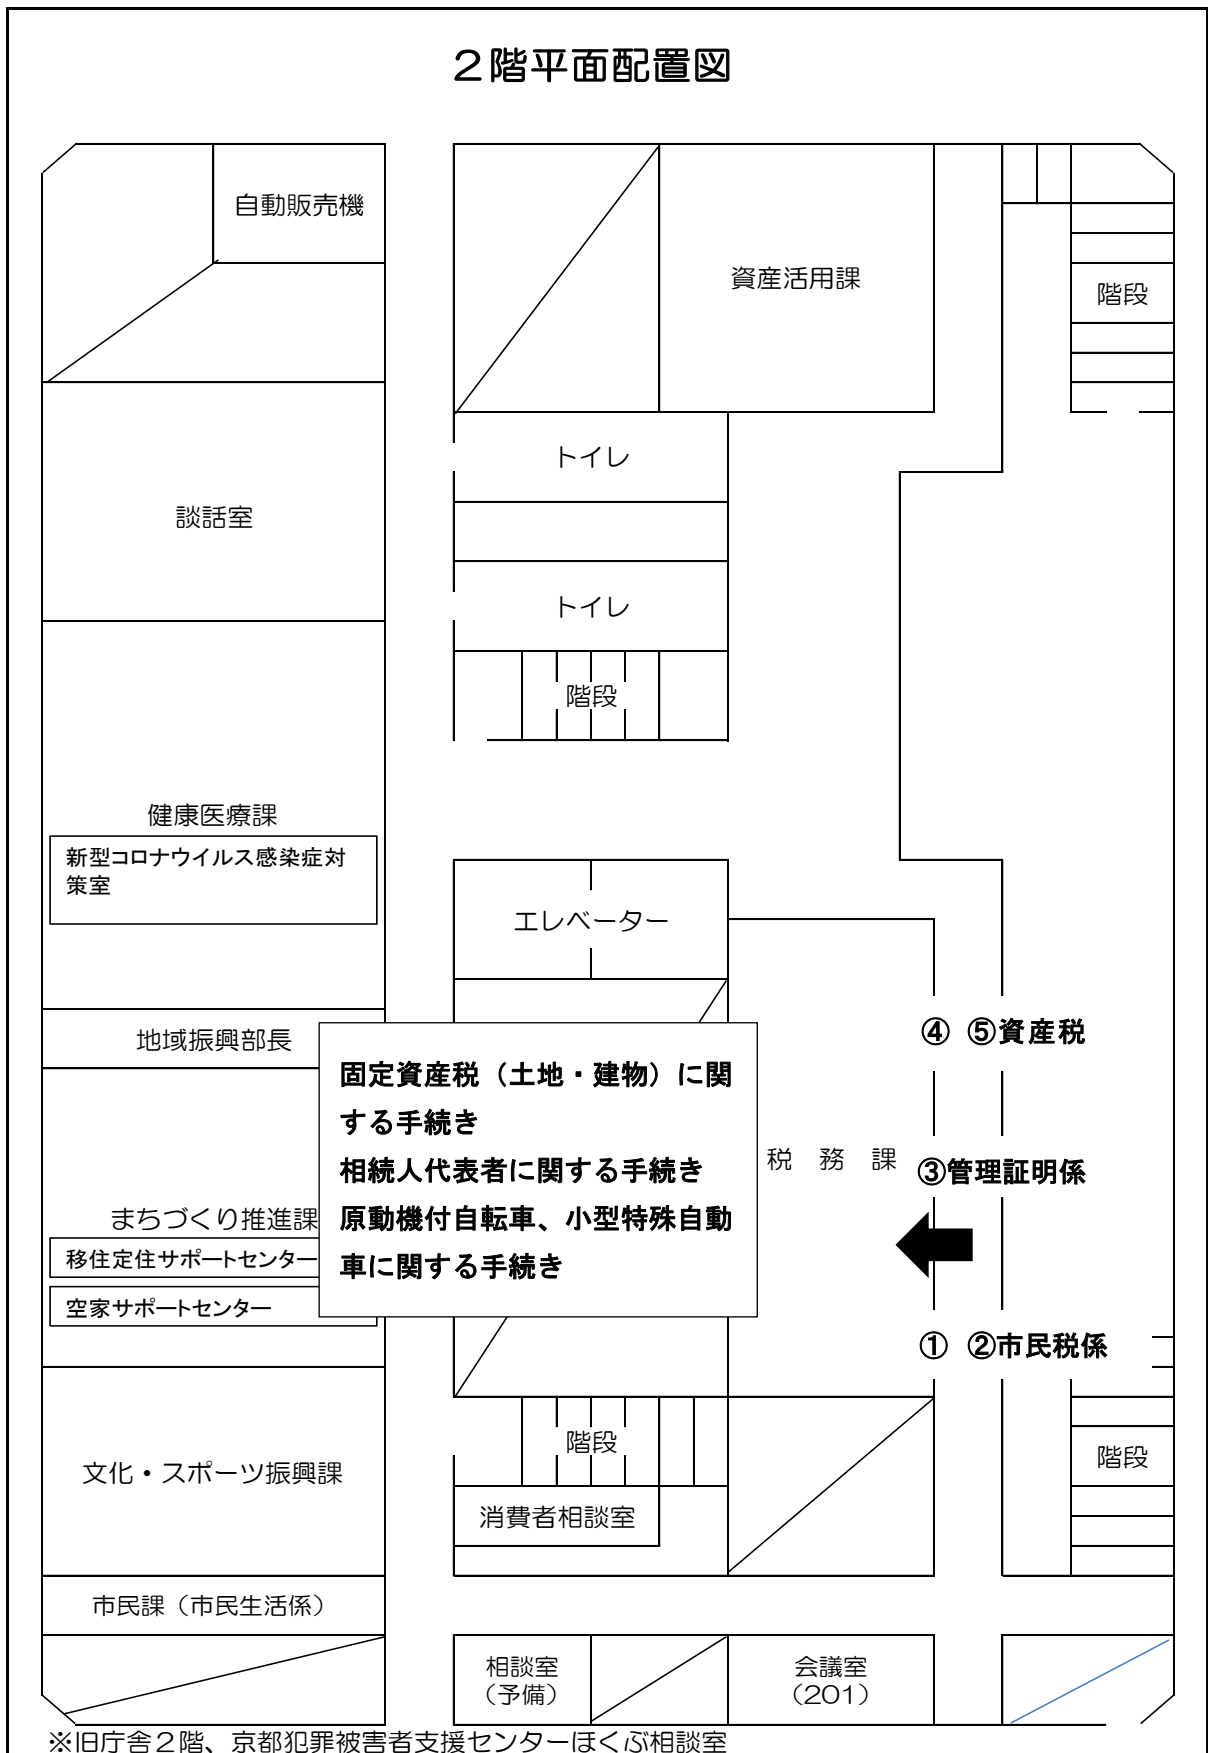 ２階平面配置図
自動販売機
資産活用課
階段
トイレ
談話室
トイレ
階段
健康医療課
新型コロナウイルス感染症対
策室
エレベーター
地域振興部長
④　⑤資産税
固定資産税（土地・建物）に関
する手続き
相続人代表者に関する手続き
原動機付自転車、小型特殊自動
車に関する手続き
税　務　課
③管理証明係
まちづくり推進課
移住定住サポートセンター
空家サポートセンター
①　②市民税係
階段
階段
文化・スポーツ振興課
消費者相談室
市民課（市民生活係）
相談室
（予備）
会議室
（201）
※旧庁舎２階、京都犯罪被害者支援センターほくぶ相談室